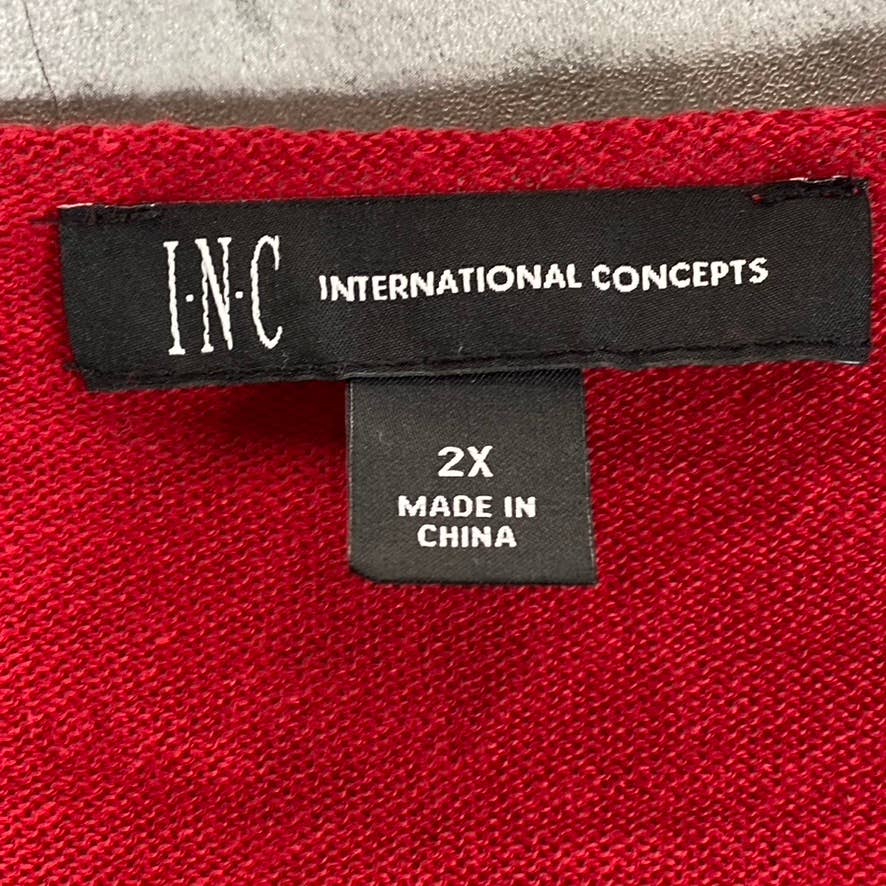 I·N·C INTERNATIONAL CONCEPTS
2X
MADE IN
CHINA